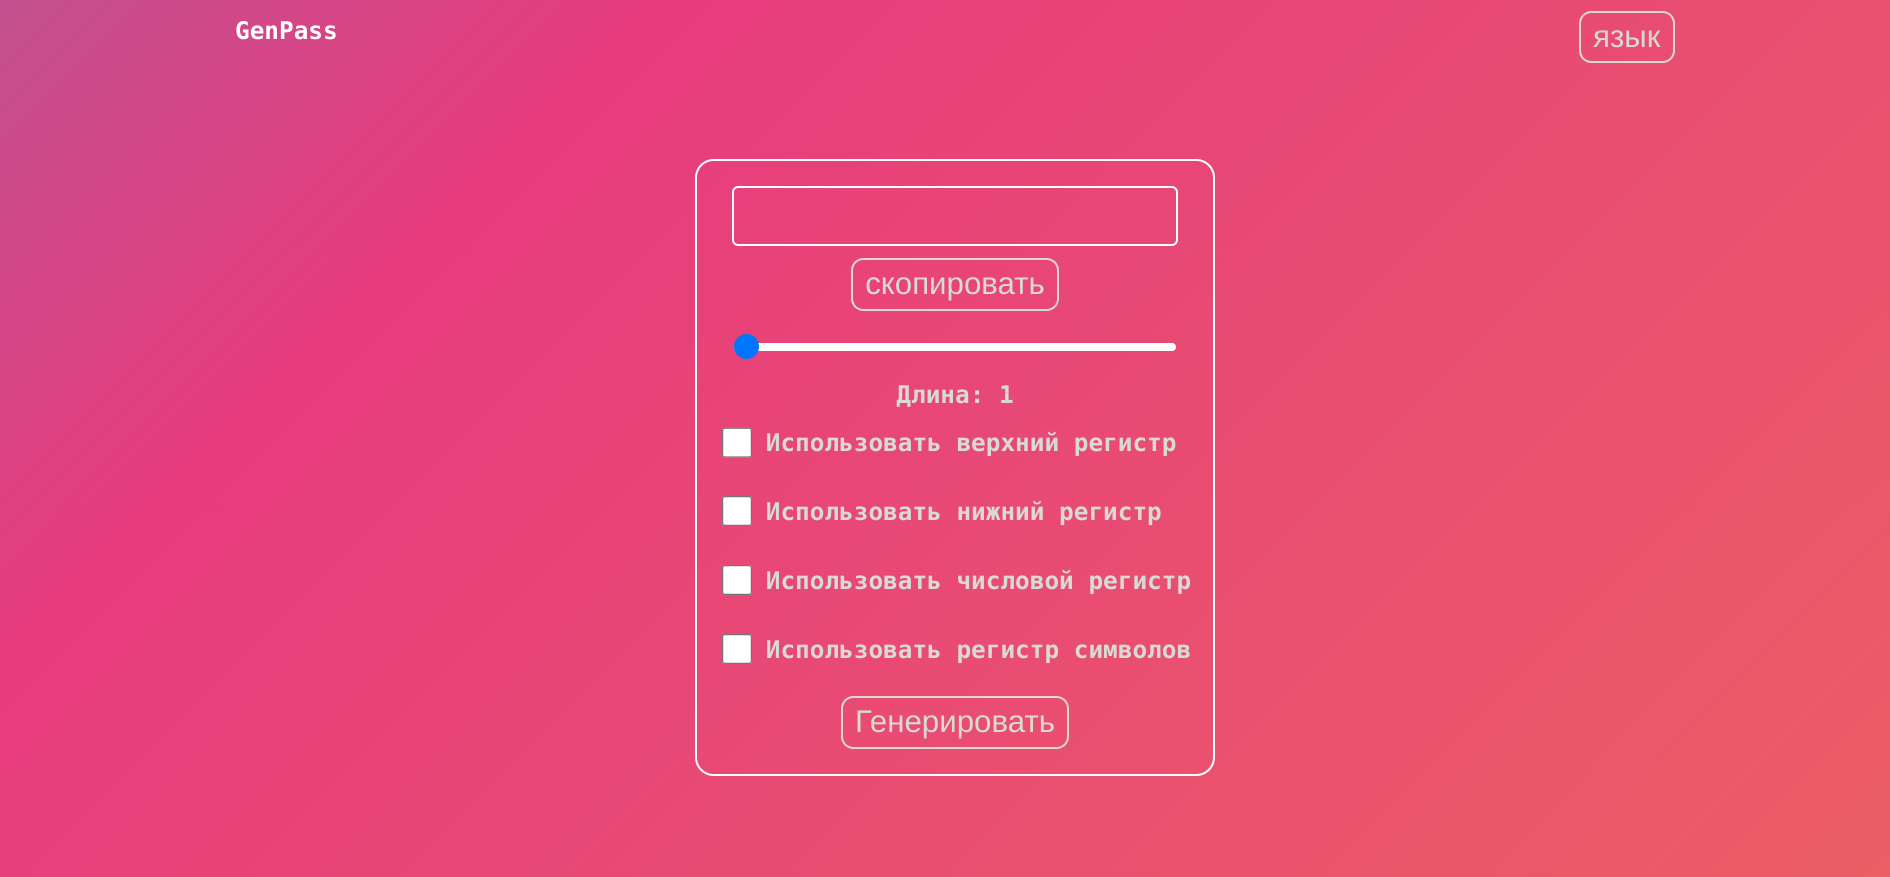 GenPass
язык
скопировать
Длина: 1
Использовать верхний регистр
Использовать нижний регистр
Использовать числовой регистр
Использовать регистр символов
Генерировать